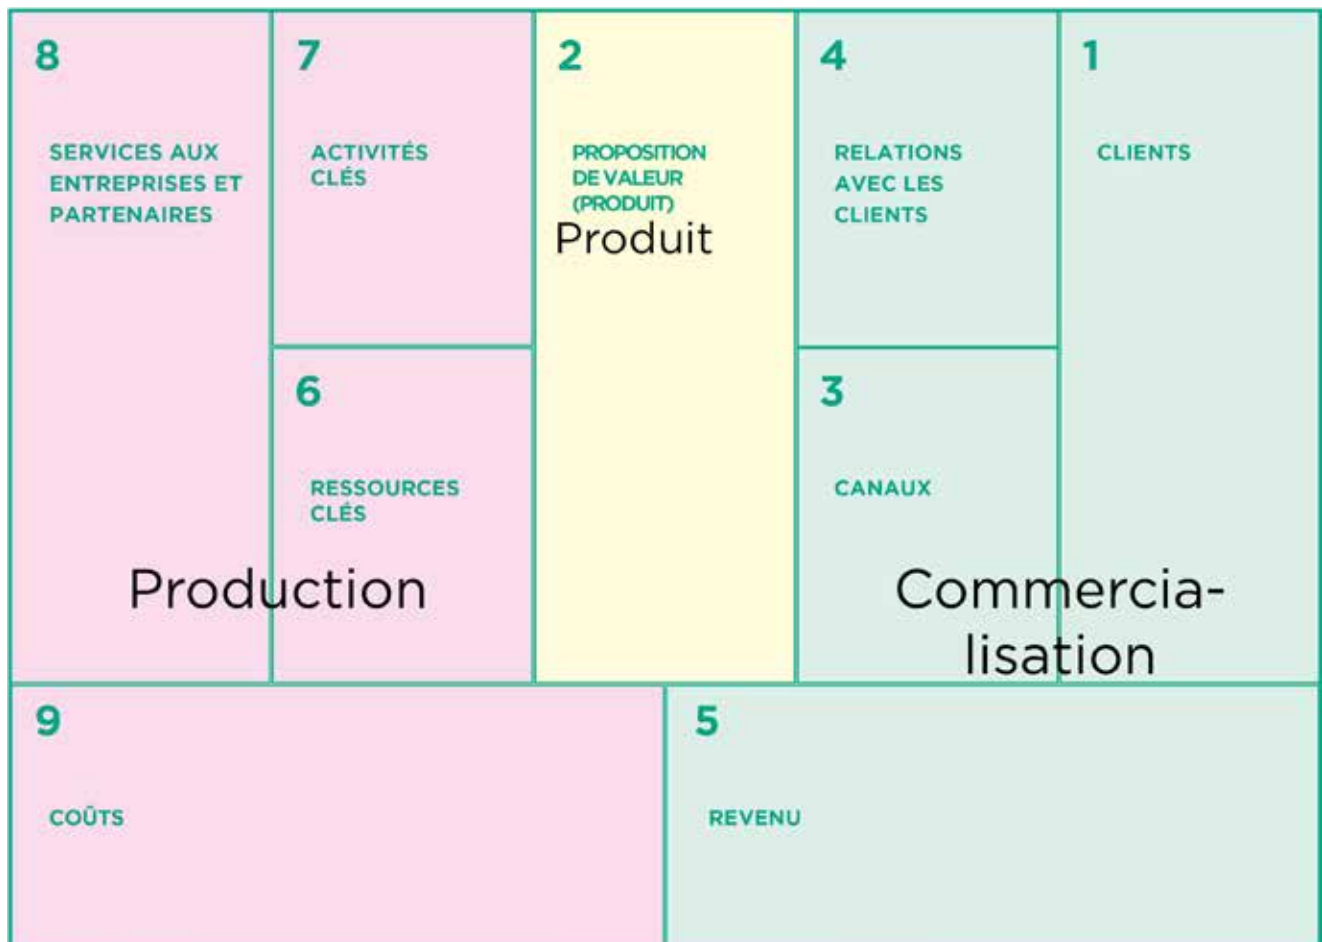 8
SERVICES AUX
ENTREPRISES ET
PARTENAIRES
7
ACTIVITÉS
CLÉS
2
PROPOSITION
DE VALEUR
(PRODUIT)
Produit
4
RELATIONS
AVEC LES
CLIENTS
1
CLIENTS
6
RESSOURCES
CLÉS
3
CANAUX
Production
Commercia-
lisation
9
COÛTS
5
REVENU